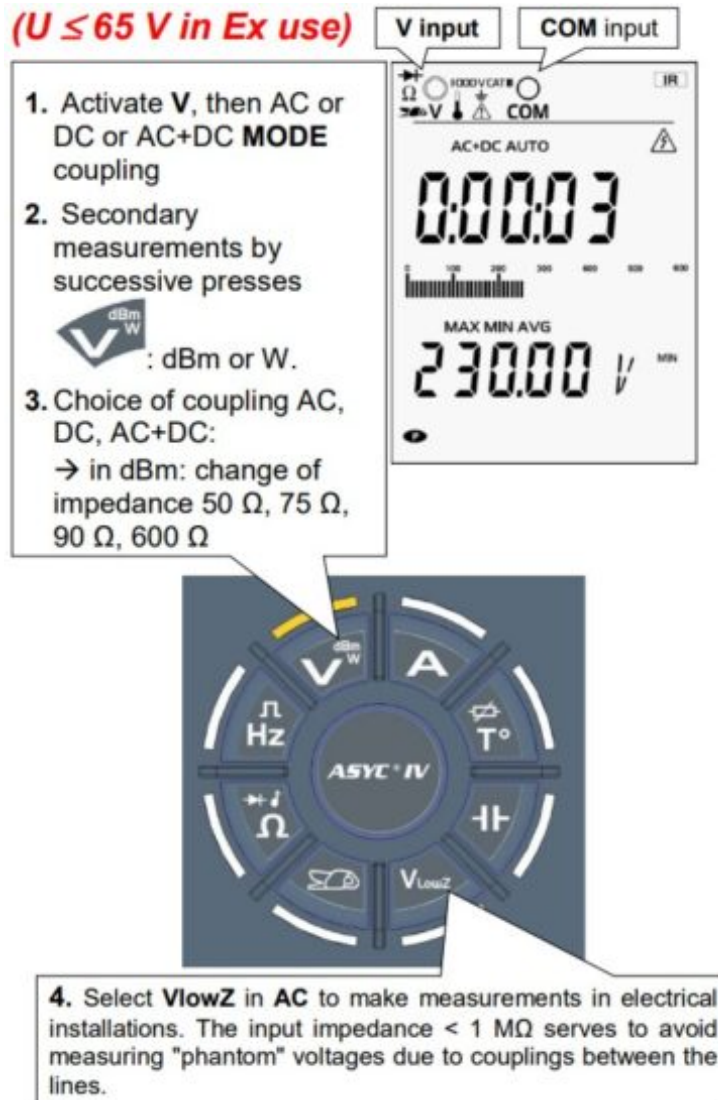 (U ≤ 65 V in Ex use)
V input
COM input
1. Activate V, then AC or
DC or AC+DC MODE
coupling
2. Secondary
measurements by
successive presses
dBm
V W
: dBm or W.
3. Choice of coupling AC,
DC, AC+DC:
→ in dBm: change of
impedance 50 Ω, 75 Ω,
90 Ω, 600 Ω
1000V CAT III
IR
Ω
V
COM
AC+DC AUTO
0:00:03
0 100 200 300 400 500 600
MAX MIN AVG
230.00 V MIN
P
dBm
V W
A
Hz
T°
ASYC IV
Ω
VLowZ
4. Select VlowZ in AC to make measurements in electrical
installations. The input impedance < 1 MΩ serves to avoid
measuring "phantom" voltages due to couplings between the
lines.